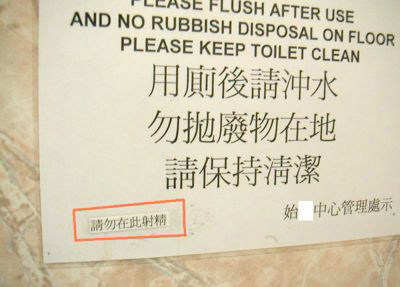 PLEASE FLUSH AFTER USE
AND NO RUBBISH DISPOSAL ON FLOOR
PLEASE KEEP TOILET CLEAN
用廁後請沖水
勿拋廢物在地
請保持清潔
請勿在此射精
始 中心管理處示